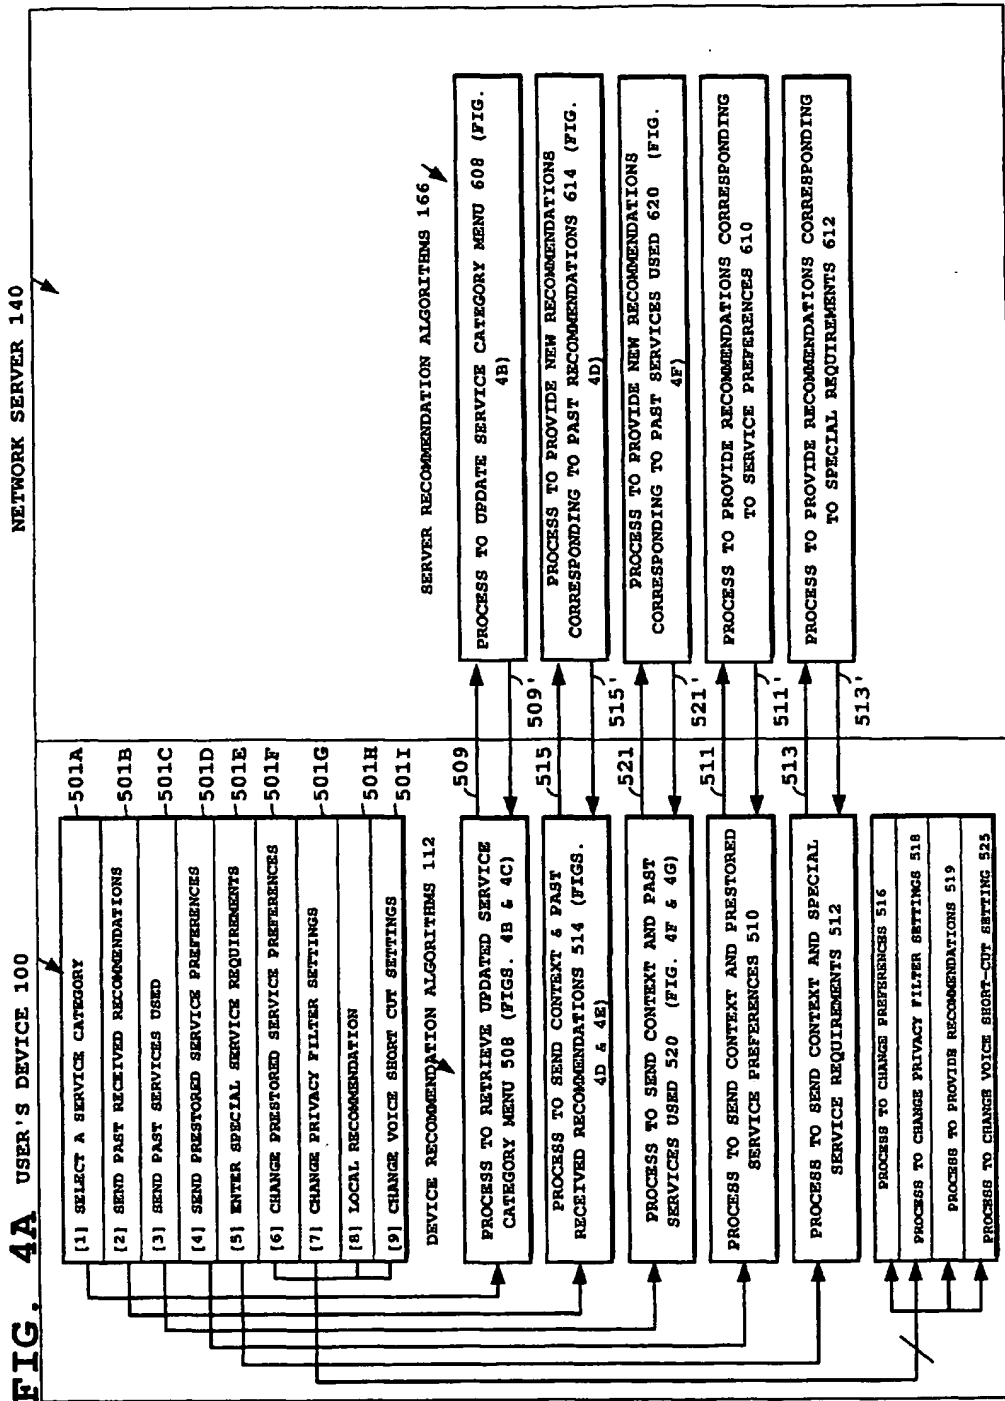 FIG. 4A
USER'S DEVICE 100
NETWORK SERVER 140
[1] SELECT A SERVICE CATEGORY
501A
[2] SEND PAST RECEIVED RECOMMENDATIONS
501B
[3] SEND PAST SERVICES USED
501C
[4] SEND PRESTORED SERVICE PREFERENCES
501D
[5] ENTER SPECIAL SERVICE REQUIREMENTS
501E
[6] CHANGE PRESTORED SERVICE PREFERENCES
501F
[7] CHANGE PRIVACY FILTER SETTINGS
501G
[8] LOCAL RECOMMENDATION
501H
[9] CHANGE VOICE SHORT CUT SETTINGS
501I
DEVICE RECOMMENDATION ALGORITHMS 112
SERVER RECOMMENDATION ALGORITHMS 166
PROCESS TO RETRIEVE UPDATED SERVICE
CATEGORY MENU 508 (FIGS. 4B & 4C)
509
509'
PROCESS TO UPDATE SERVICE CATEGORY MENU 608 (FIG.
4B)
PROCESS TO SEND CONTEXT & PAST
RECEIVED RECOMMENDATIONS 514 (FIGS.
4D & 4E)
515
515'
PROCESS TO PROVIDE NEW RECOMMENDATIONS
CORRESPONDING TO PAST RECOMMENDATIONS 614 (FIG.
4D)
PROCESS TO SEND CONTEXT AND PAST
SERVICES USED 520 (FIG. 4F & 4G)
521
521'
PROCESS TO PROVIDE NEW RECOMMENDATIONS
CORRESPONDING TO PAST SERVICES USED 620 (FIG.
4F)
PROCESS TO SEND CONTEXT AND PRESTORED
SERVICE PREFERENCES 510
511
511'
PROCESS TO PROVIDE RECOMMENDATIONS CORRESPONDING
TO SERVICE PREFERENCES 610
PROCESS TO SEND CONTEXT AND SPECIAL
SERVICE REQUIREMENTS 512
513
513'
PROCESS TO PROVIDE RECOMMENDATIONS CORRESPONDING
TO SPECIAL REQUIREMENTS 612
PROCESS TO CHANGE PREFERENCES 516
PROCESS TO CHANGE PRIVACY FILTER SETTINGS 518
PROCESS TO PROVIDE RECOMMENDATIONS 519
PROCESS TO CHANGE VOICE SHORT-CUT SETTING 525